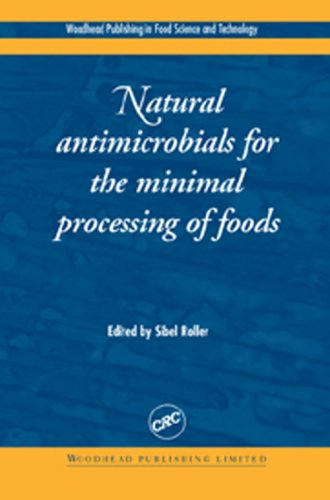 Woodhead Publishing in Food Science and Technology
Natural
antimicrobials for
the minimal
processing of foods
Edited by Sibel Roller
CRC
WOODHEAD PUBLISHING LIMITED